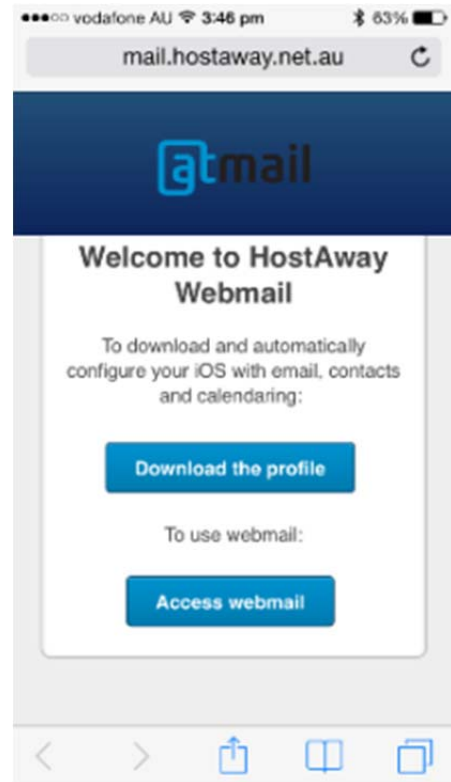 vodafone AU 3:46 pm 63%
mail.hostaway.net.au
atmail
Welcome to HostAway
Webmail
To download and automatically
configure your iOS with email, contacts
and calendaring:
Download the profile
To use webmail:
Access webmail